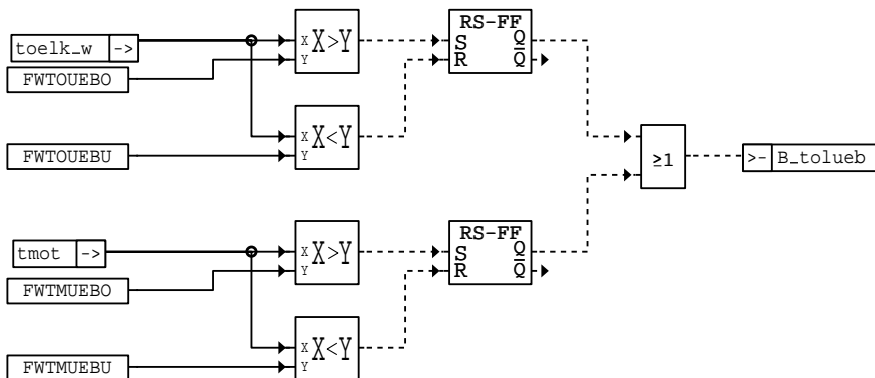 RS-FF
toelk_w ->
X X>Y
Y
S Q
R Q̅
FWTOUEBO
X X<Y
Y
FWTOUEBU
≥1
>- B_tolueb
RS-FF
tmot ->
X X>Y
Y
S Q
R Q̅
FWTMUEBO
X X<Y
Y
FWTMUEBU